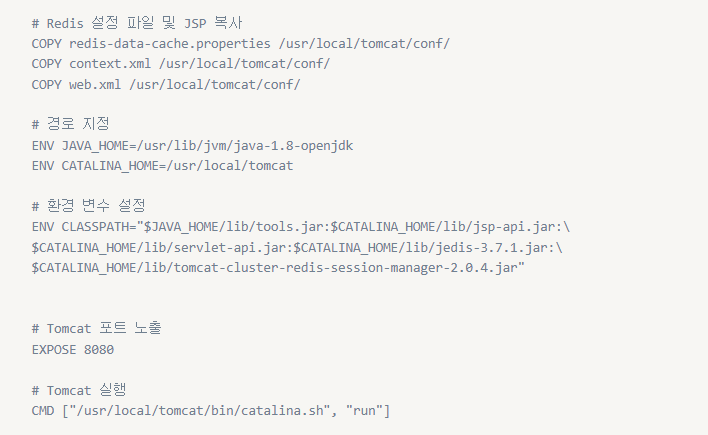 # Redis 설정 파일 및 JSP 복사
COPY redis-data-cache.properties /usr/local/tomcat/conf/
COPY context.xml /usr/local/tomcat/conf/
COPY web.xml /usr/local/tomcat/conf/
# 경로 지정
ENV JAVA_HOME=/usr/lib/jvm/java-1.8-openjdk
ENV CATALINA_HOME=/usr/local/tomcat
# 환경 변수 설정
ENV CLASSPATH="$JAVA_HOME/lib/tools.jar:$CATALINA_HOME/lib/jsp-api.jar:\
$CATALINA_HOME/lib/servlet-api.jar:$CATALINA_HOME/lib/jedis-3.7.1.jar:\
$CATALINA_HOME/lib/tomcat-cluster-redis-session-manager-2.0.4.jar"
# Tomcat 포트 노출
EXPOSE 8080
# Tomcat 실행
CMD ["/usr/local/tomcat/bin/catalina.sh", "run"]